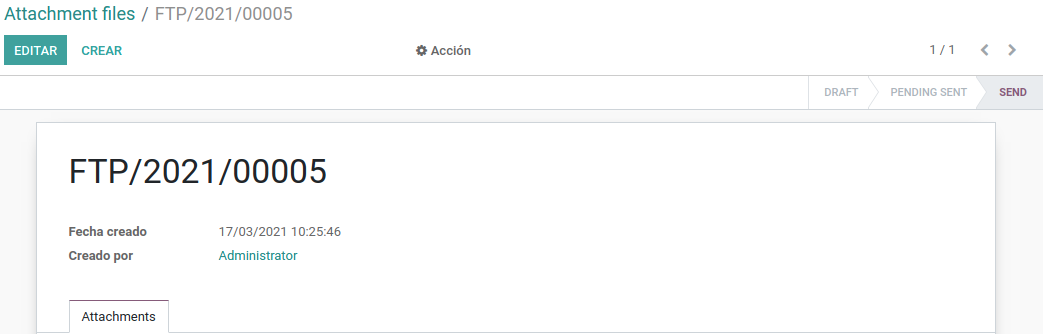 Attachment files / FTP/2021/00005
EDITAR CREAR Acción 1 / 1
DRAFT PENDING SENT SEND
FTP/2021/00005
Fecha creado 17/03/2021 10:25:46
Creado por Administrator
Attachments